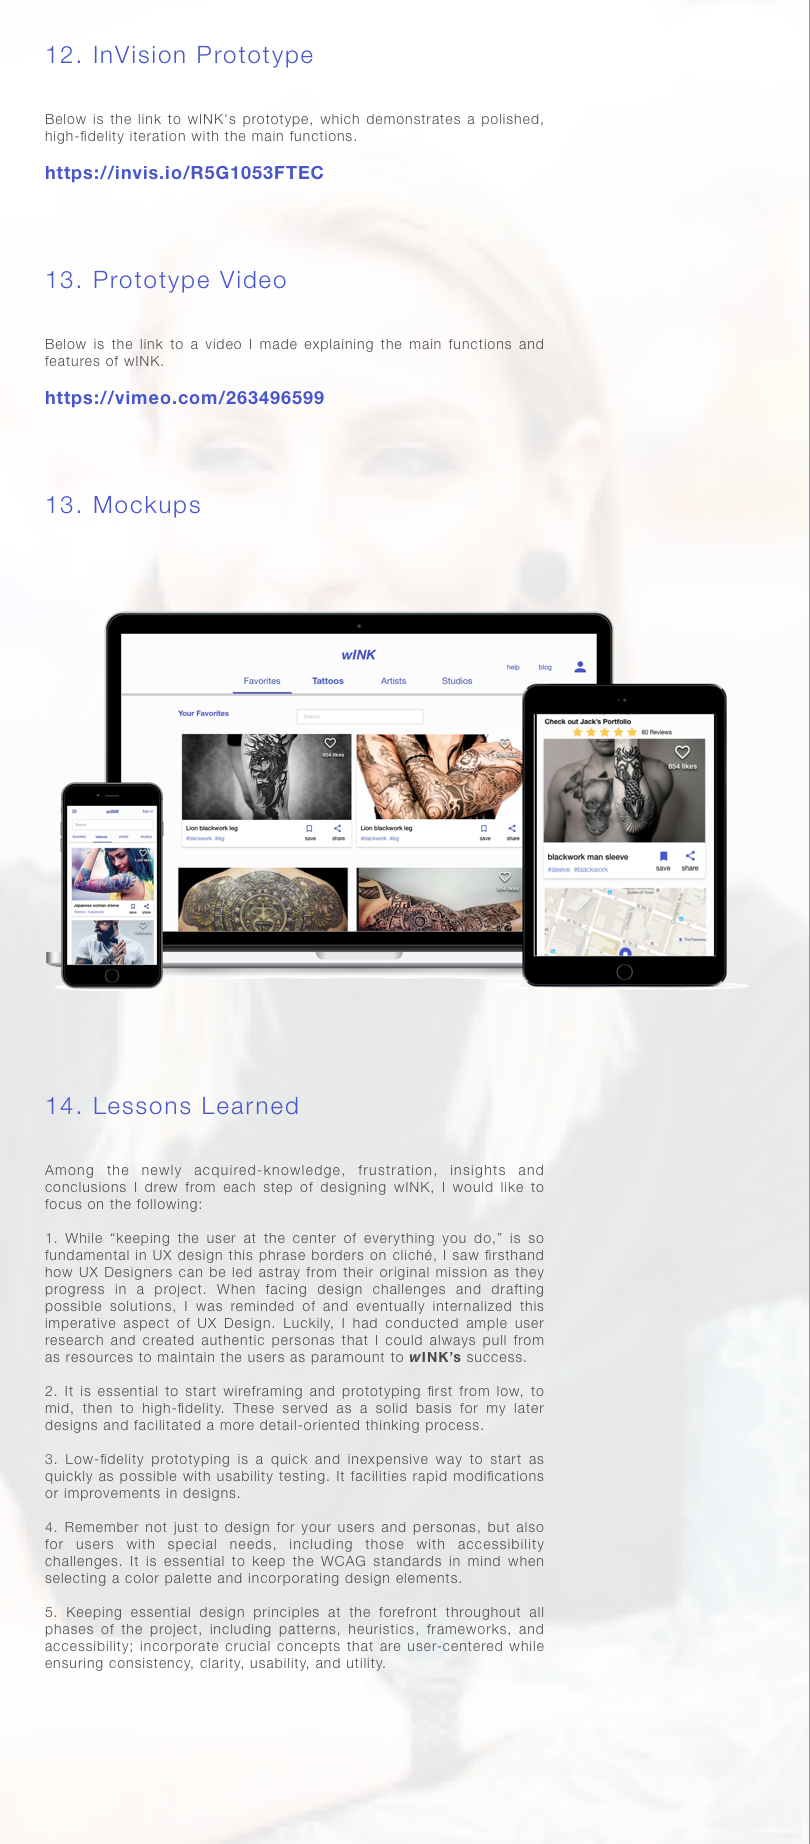 12. InVision Prototype
Below is the link to wINK's prototype, which demonstrates a polished,
high-fidelity iteration with the main functions.
https://invis.io/R5G1053FTEC
13. Prototype Video
Below is the link to a video I made explaining the main functions and
features of wINK.
https://vimeo.com/263496599
13. Mockups
wINK
help blog
Favorites Tattoos Artists Studios
Your Favorites
Search
854 likes
Lion blackwork leg
#blackwork #leg
save share
Lion blackwork leg
#blackwork #leg
save share
Check out Jack's Portfolio
80 Reviews
854 likes
blackwork man sleeve
#sleeve #blackwork
save share
wINK
Sign in
Search
favorites tattoos artists studios
Japanese woman sleeve
#sleeve #japanese
save share
14. Lessons Learned
Among the newly acquired-knowledge, frustration, insights and
conclusions I drew from each step of designing wINK, I would like to
focus on the following:
1. While “keeping the user at the center of everything you do,” is so
fundamental in UX design this phrase borders on cliché, I saw firsthand
how UX Designers can be led astray from their original mission as they
progress in a project. When facing design challenges and drafting
possible solutions, I was reminded of and eventually internalized this
imperative aspect of UX Design. Luckily, I had conducted ample user
research and created authentic personas that I could always pull from
as resources to maintain the users as paramount to wINK’s success.
2. It is essential to start wireframing and prototyping first from low, to
mid, then to high-fidelity. These served as a solid basis for my later
designs and facilitated a more detail-oriented thinking process.
3. Low-fidelity prototyping is a quick and inexpensive way to start as
quickly as possible with usability testing. It facilities rapid modifications
or improvements in designs.
4. Remember not just to design for your users and personas, but also
for users with special needs, including those with accessibility
challenges. It is essential to keep the WCAG standards in mind when
selecting a color palette and incorporating design elements.
5. Keeping essential design principles at the forefront throughout all
phases of the project, including patterns, heuristics, frameworks, and
accessibility; incorporate crucial concepts that are user-centered while
ensuring consistency, clarity, usability, and utility.